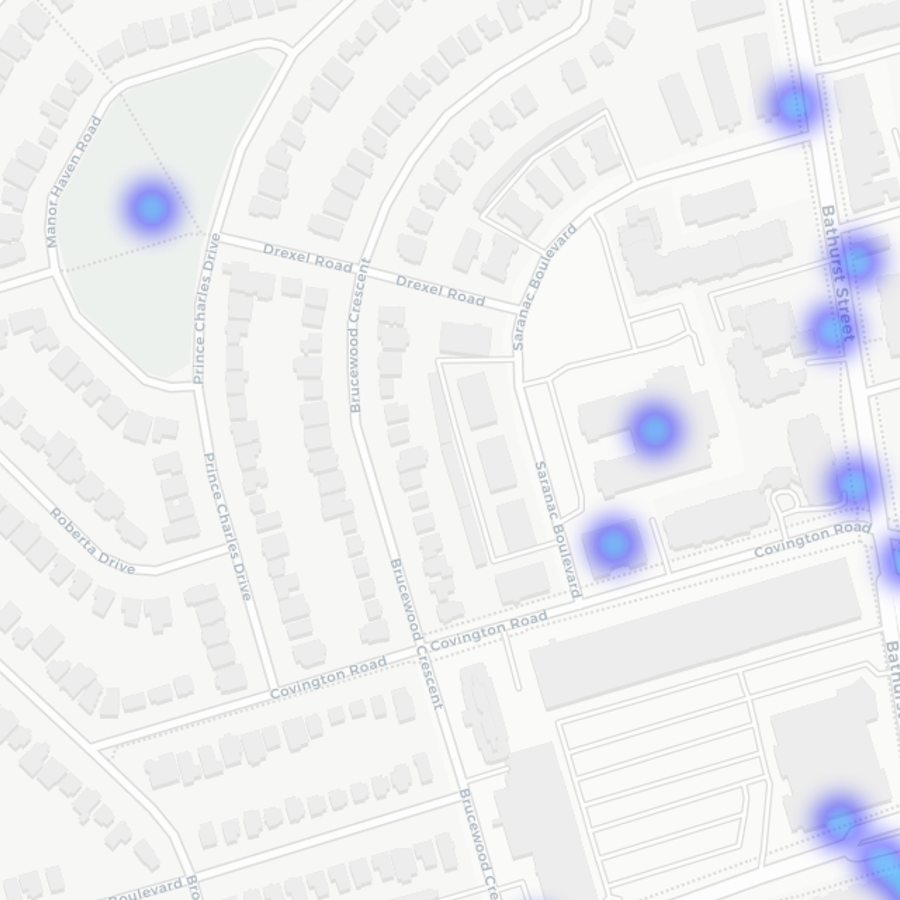 Manor Haven Road
Prince Charles Drive
Drexel Road
Drexel Road
Brucewood Crescent
Saranac Boulevard
Bathurst Street
Roberta Drive
Prince Charles Drive
Brucewood Crescent
Saranac Boulevard
Covington Road
Covington Road
Covington Road
Bathurst
Brucewood Cre
Boulevard
Bro